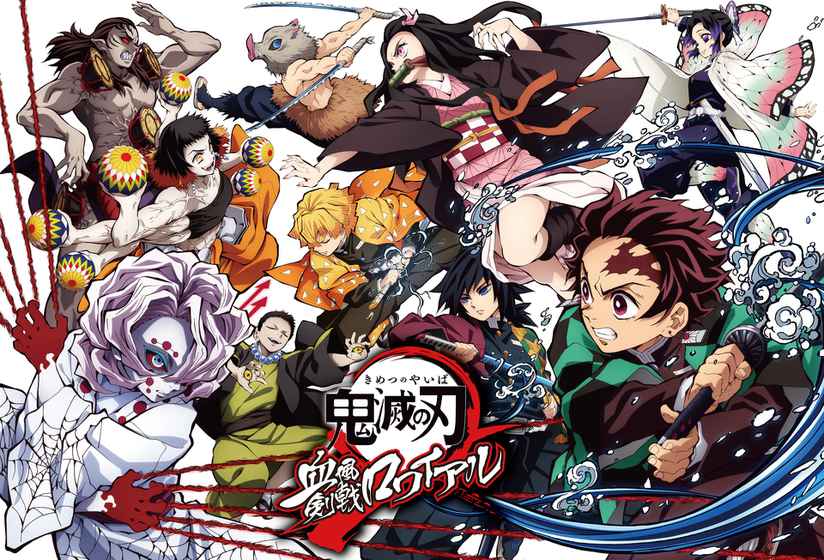 きめつのやいば
鬼滅の刃
血風剣戟ロワイアル